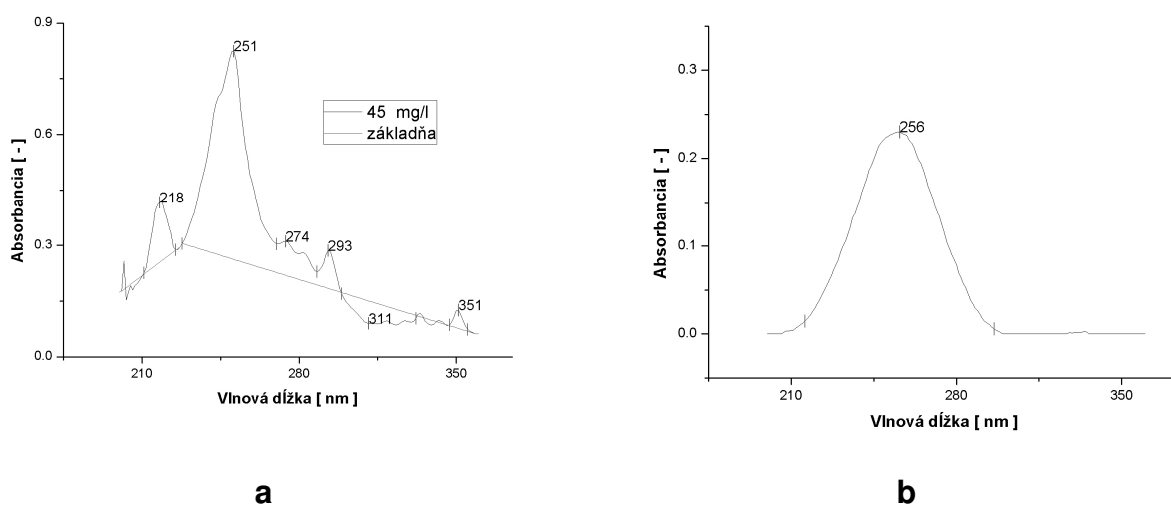 0.9
0.6
0.3
0.0
Absorbancia [ - ]
251
218
274
293
311
351
45 mg/l
základňa
210
280
350
Vlnová dĺžka [ nm ]
a
0.3
0.2
0.1
0.0
Absorbancia [ - ]
256
210
280
350
Vlnová dĺžka [ nm ]
b